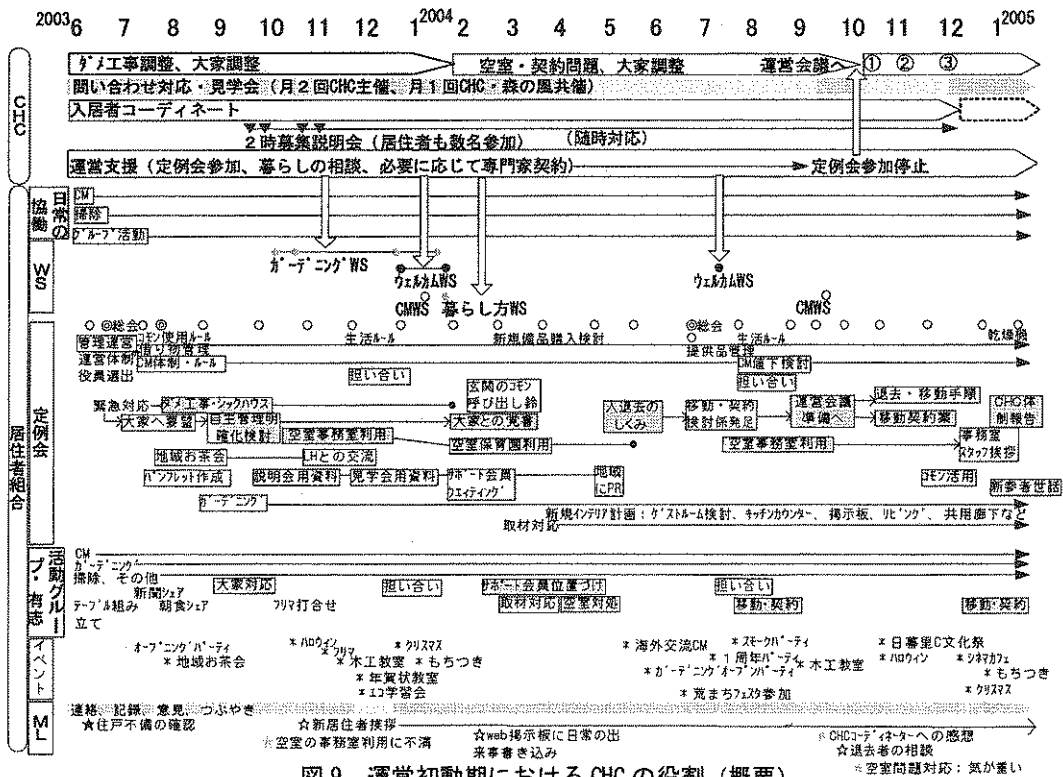 2003 6 7 8 9 10 11 12 1 2004 2 3 4 5 6 7 8 9 10 11 12 1 2005
CHC
ダメ工事調整、大家調整
空室・契約問題、大家調整
運営会議へ
① ② ③
問い合わせ対応・見学会（月2回CHC主催、月1回CHC・森の風共催）
入居者コーディネート
2時募集説明会（居住者も数名参加）
（随時対応）
運営支援（定例会参加、暮らしの相談、必要に応じて専門家契約）
定例会参加停止
居住者組合
日常の協働
CM
掃除
グループ活動
WS
ガーデニングWS
ウェルカムWS
ウェルカムWS
CMWS
暮らし方WS
CMWS
定例会
◎総会
◎総会
管理運営
コモン使用ルール
生活ルール
新規備品購入検討
生活ルール
乾燥機
借り物管理
提供品管理
運営体制
CM体制・ルール
CM値下検討
役員選出
担い合い
担い合い
玄関のコモン
呼び出し鈴
緊急対応
ダメ工事・シックハウス
大家へ要望
自主管理明
確化検討
大家との覚書
入退去の
しくみ
移動・契約
検討係発足
運営会議
準備へ
退去・移動手順
移動契約案
CHC体
制報告
空室事務室利用
空室保育園利用
空室事務室利用
事務室
スタッフ挨拶
地域お茶会
LHとの交流
パンフレット作成
説明会用資料
見学会用資料
サポート会員
ウエイティング
地域
にPR
コモン活用
新参者世話
ガーデニング
新規インテリア計画：ゲストルーム検討、キッチンカウンター、掲示板、リビング、共用廊下など
取材対応
活動グループ・有志
CM
ガーデニング
掃除、その他
新聞シェア
大家対応
担い合い
サポート会員位置づけ
担い合い
テーブル組み
立て
朝食シェア
フリマ打合せ
取材対応
空室対処
移動・契約
移動・契約
イベント
オープニングパーティ
* 地域お茶会
* ハロウィン
* フリマ
* クリスマス
* 木工教室
* もちつき
* 年賀状教室
* エコ学習会
* 海外交流CM
* スモークパーティ
* 1周年パーティ
* ガーデニングオープンパーティ
* 木工教室
* 荒まちフェスタ参加
* 日暮里C文化祭
* ハロウィン
* シネマカフェ
* もちつき
* クリスマス
ML
連絡、記録、意見、つぶやき
★住戸不備の確認
☆新居住者挨拶
☆空室の事務室利用に不満
☆web掲示板に日常の出
来事書き込み
☆CHCコーディネーターへの感想
☆退去者の相談
☆空室問題対応：気が重い
図9 運営初動期におけるCHCの役割（概要）